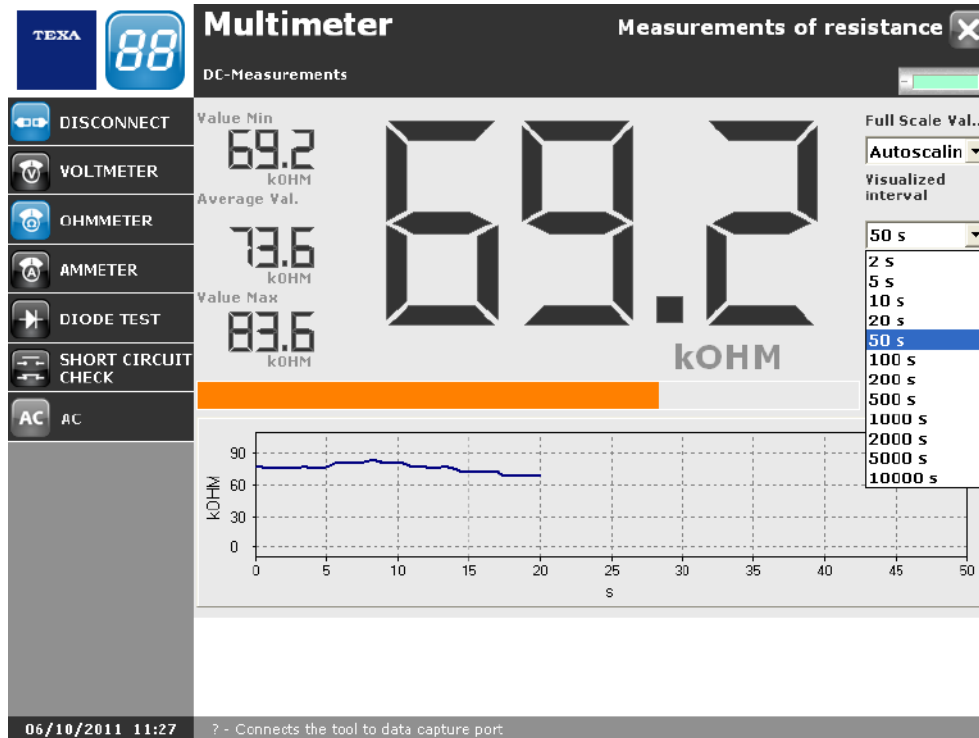 TEXA
88
Multimeter
Measurements of resistance
DC-Measurements
DISCONNECT
VOLTMETER
OHMMETER
AMMETER
DIODE TEST
SHORT CIRCUIT
CHECK
AC AC
Value Min
69.2
kOHM
Average Val.
73.6
kOHM
Value Max
83.6
kOHM
69.2
kOHM
Full Scale Val..
Autoscalin
Visualized
interval
50 s
2 s
5 s
10 s
20 s
50 s
100 s
200 s
500 s
1000 s
2000 s
5000 s
10000 s
kOHM
90
60
30
0
0 5 10 15 20 25 30 35 40 45 50
s
06/10/2011 11:27
? - Connects the tool to data capture port